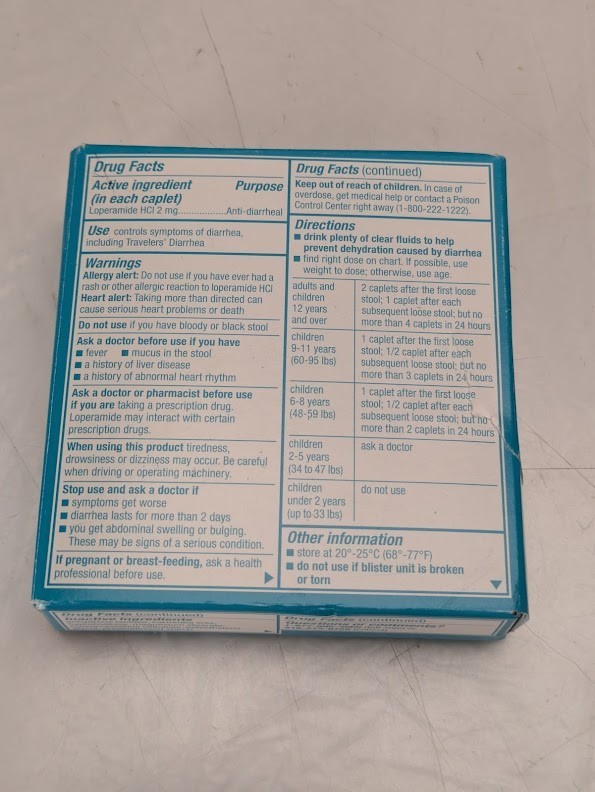 Drug Facts
Active ingredient Purpose
(in each caplet)
Loperamide HCl 2 mg....................Anti-diarrheal
Use controls symptoms of diarrhea,
including Travelers' Diarrhea
Warnings
Allergy alert: Do not use if you have ever had a
rash or other allergic reaction to loperamide HCl
Heart alert: Taking more than directed can
cause serious heart problems or death
Do not use if you have bloody or black stool
Ask a doctor before use if you have
■ fever ■ mucus in the stool
■ a history of liver disease
■ a history of abnormal heart rhythm
Ask a doctor or pharmacist before use
if you are taking a prescription drug.
Loperamide may interact with certain
prescription drugs.
When using this product tiredness,
drowsiness or dizziness may occur. Be careful
when driving or operating machinery.
Stop use and ask a doctor if
■ symptoms get worse
■ diarrhea lasts for more than 2 days
■ you get abdominal swelling or bulging.
These may be signs of a serious condition.
If pregnant or breast-feeding, ask a health
professional before use.
Drug Facts (continued)
Keep out of reach of children. In case of
overdose, get medical help or contact a Poison
Control Center right away (1-800-222-1222).
Directions
■ drink plenty of clear fluids to help
prevent dehydration caused by diarrhea
■ find right dose on chart. If possible, use
weight to dose; otherwise, use age.
adults and
children
12 years
and over
2 caplets after the first loose
stool; 1 caplet after each
subsequent loose stool; but no
more than 4 caplets in 24 hours
children
9-11 years
(60-95 lbs)
1 caplet after the first loose
stool; 1/2 caplet after each
subsequent loose stool; but no
more than 3 caplets in 24 hours
children
6-8 years
(48-59 lbs)
1 caplet after the first loose
stool; 1/2 caplet after each
subsequent loose stool; but no
more than 2 caplets in 24 hours
children
2-5 years
(34 to 47 lbs)
ask a doctor
children
under 2 years
(up to 33 lbs)
do not use
Other information
■ store at 20°-25°C (68°-77°F)
■ do not use if blister unit is broken
or torn
Drug Facts (continued)
Inactive ingredients
Drug Facts (continued)
Questions or comments?